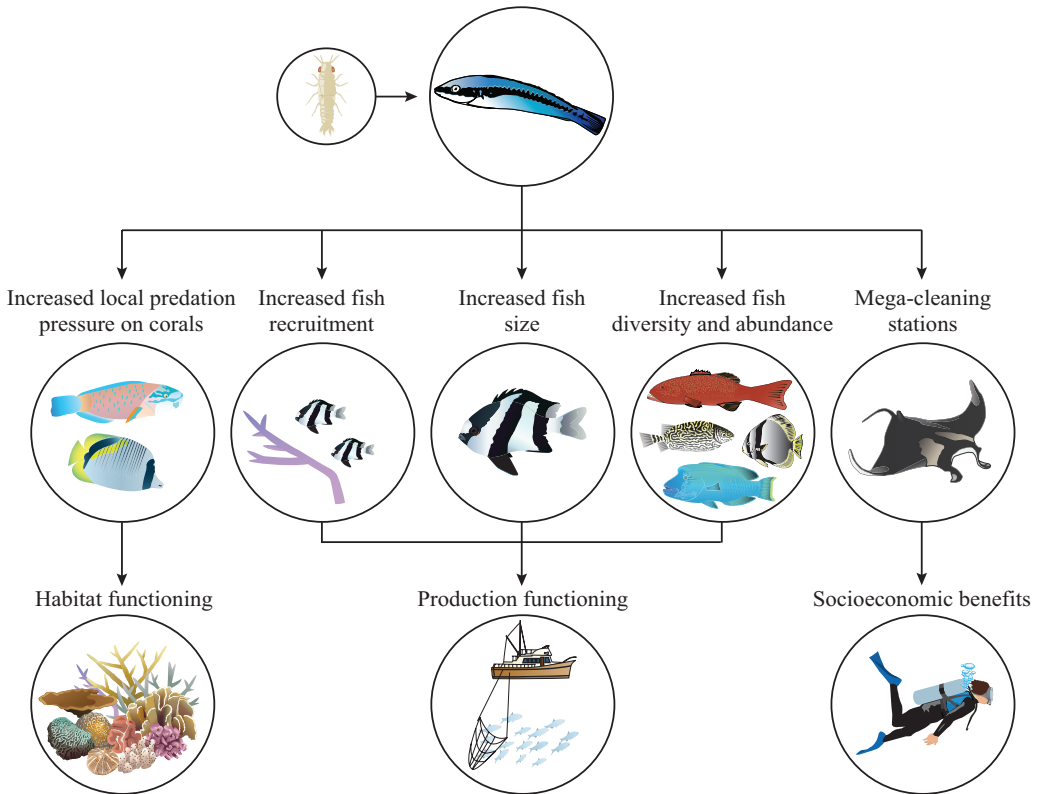 Increased local predation
pressure on corals
Increased fish
recruitment
Increased fish
size
Increased fish
diversity and abundance
Mega-cleaning
stations
Habitat functioning
Production functioning
Socioeconomic benefits